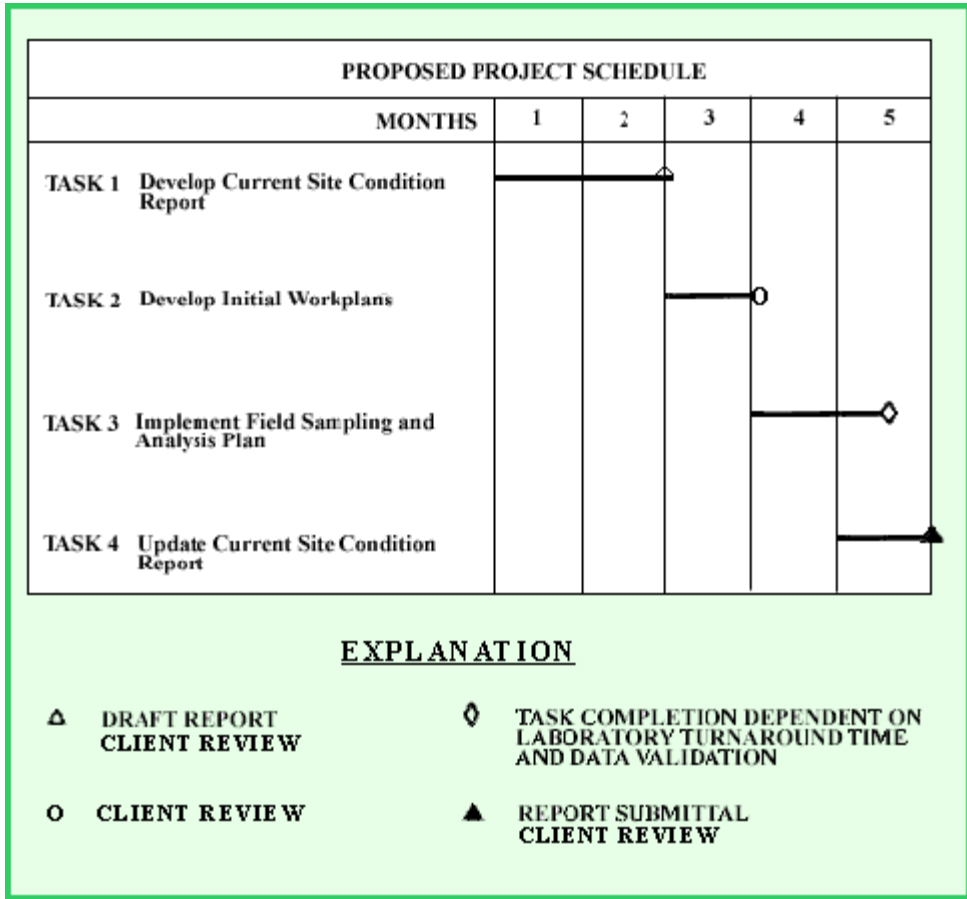 PROPOSED PROJECT SCHEDULE
MONTHS 1 2 3 4 5
TASK 1 Develop Current Site Condition
Report
TASK 2 Develop Initial Workplans
TASK 3 Implement Field Sampling and
Analysis Plan
TASK 4 Update Current Site Condition
Report
EXPLANATION
DRAFT REPORT
CLIENT REVIEW
TASK COMPLETION DEPENDENT ON
LABORATORY TURNAROUND TIME
AND DATA VALIDATION
CLIENT REVIEW
REPORT SUBMITTAL
CLIENT REVIEW